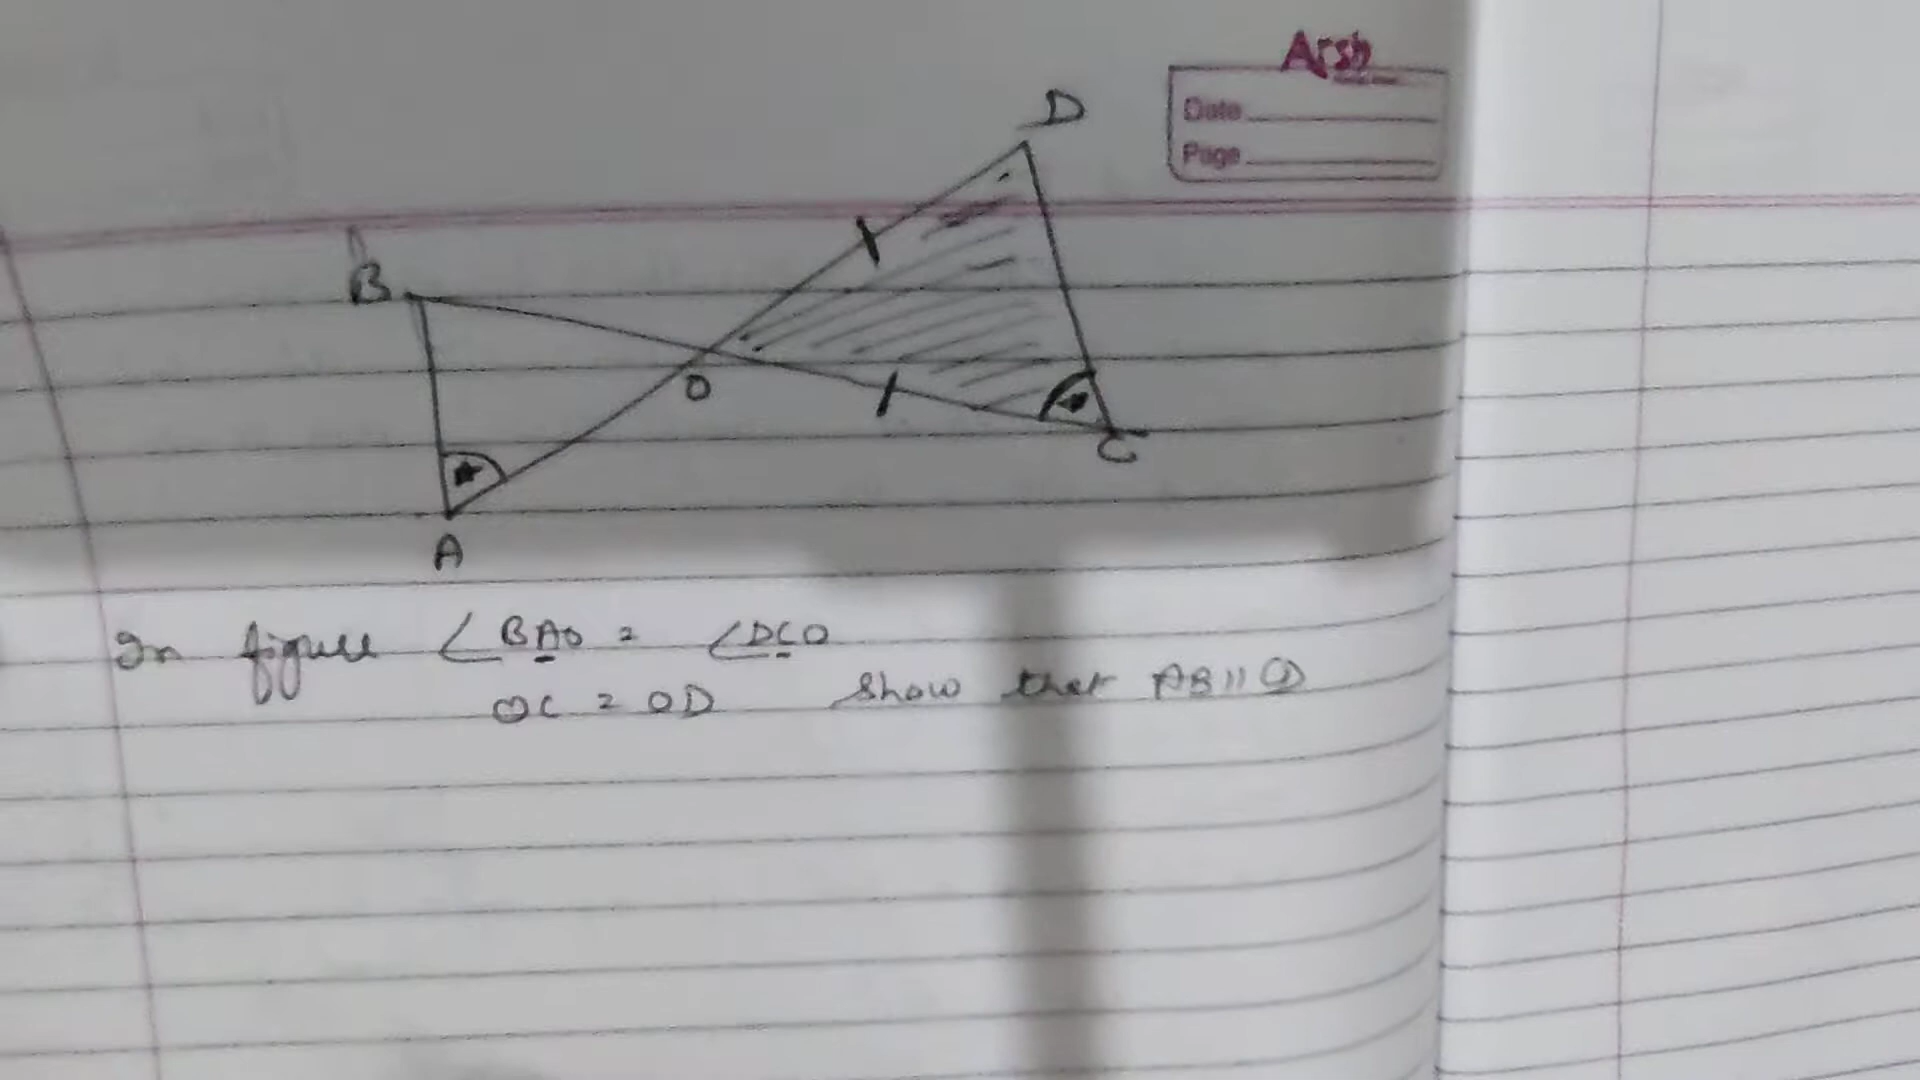 Arsh
Date
Page
D
B
O
C
A
In figure ∠BAO = ∠DCO
OC = OD show that AB || CD